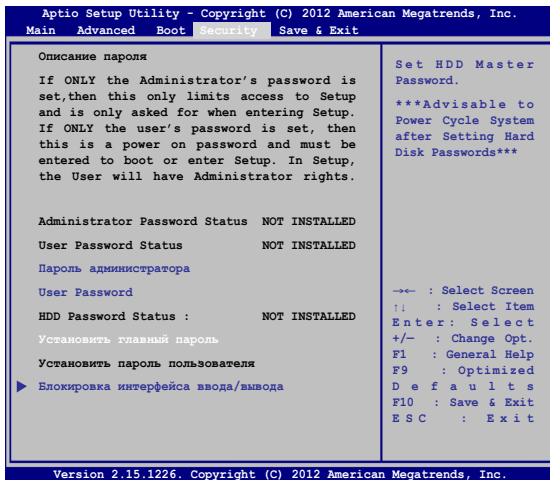 Aptio Setup Utility - Copyright (C) 2012 American Megatrends, Inc.
Main Advanced Boot Security Save & Exit
Описание пароля
If ONLY the Administrator's password is
set,then this only limits access to Setup
and is only asked for when entering Setup.
If ONLY the user's password is set, then
this is a power on password and must be
entered to boot or enter Setup. In Setup,
the User will have Administrator rights.
Administrator Password Status NOT INSTALLED
User Password Status NOT INSTALLED
Пароль администратора
User Password
HDD Password Status : NOT INSTALLED
Установить главный пароль
Установить пароль пользователя
Блокировка интерфейса ввода/вывода
Set HDD Master
Password.
***Advisable to
Power Cycle System
after Setting Hard
Disk Passwords***
→← : Select Screen
↑↓ : Select Item
Enter: Select
+/— : Change Opt.
F1 : General Help
F9 : Optimized
Defaults
F10 : Save & Exit
ESC : Exit
Version 2.15.1226. Copyright (C) 2012 American Megatrends, Inc.